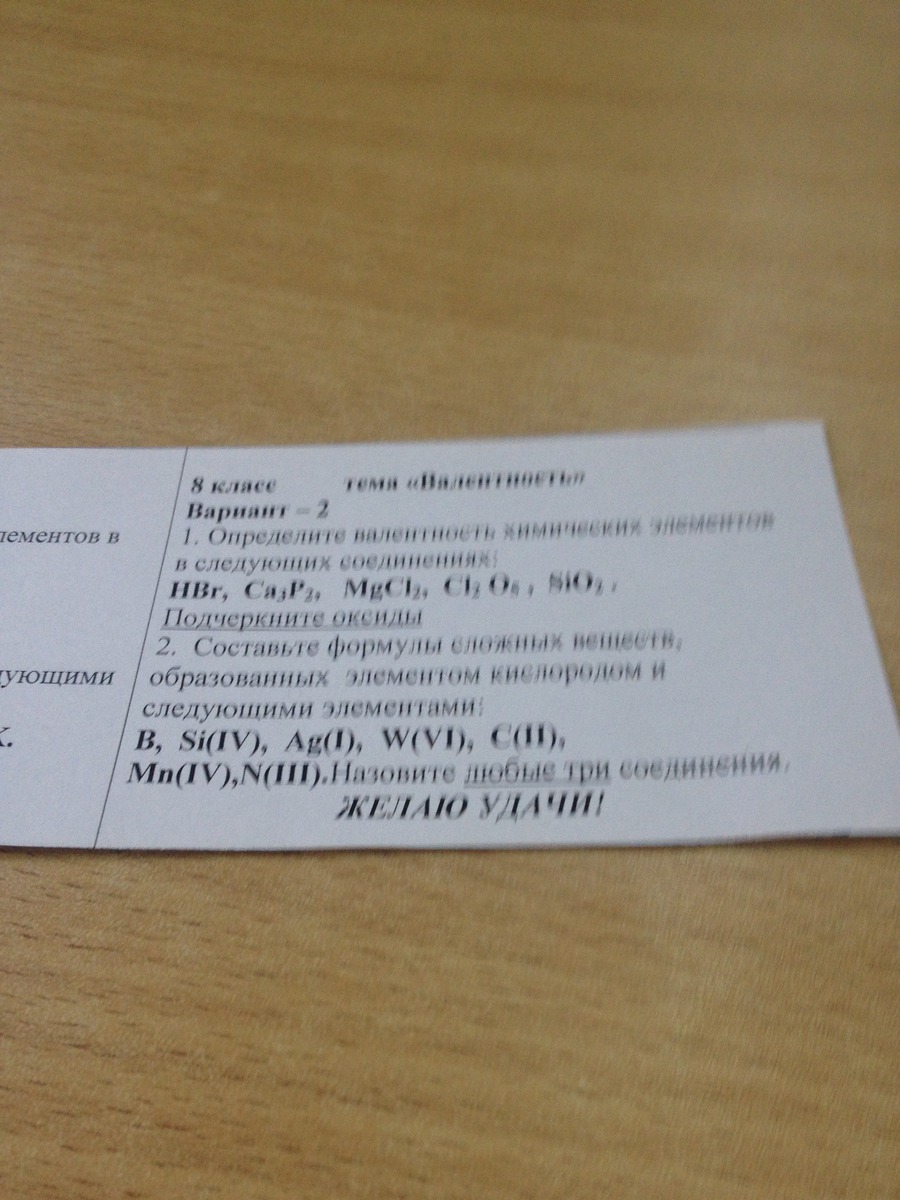 лементов в
дующими
К.
8 класс тема «Валентность»
Вариант – 2
1. Определите валентность химических элементов
в следующих соединениях:
HBr, Ca₃P₂, MgCl₂, Cl₂ O₆ , SiO₂ .
Подчеркните оксиды
2. Составьте формулы сложных веществ,
образованных элементом кислородом и
следующими элементами:
B, Si(IV), Ag(I), W(VI), C(II),
Mn(IV),N(III).Назовите любые три соединения.
ЖЕЛАЮ УДАЧИ!